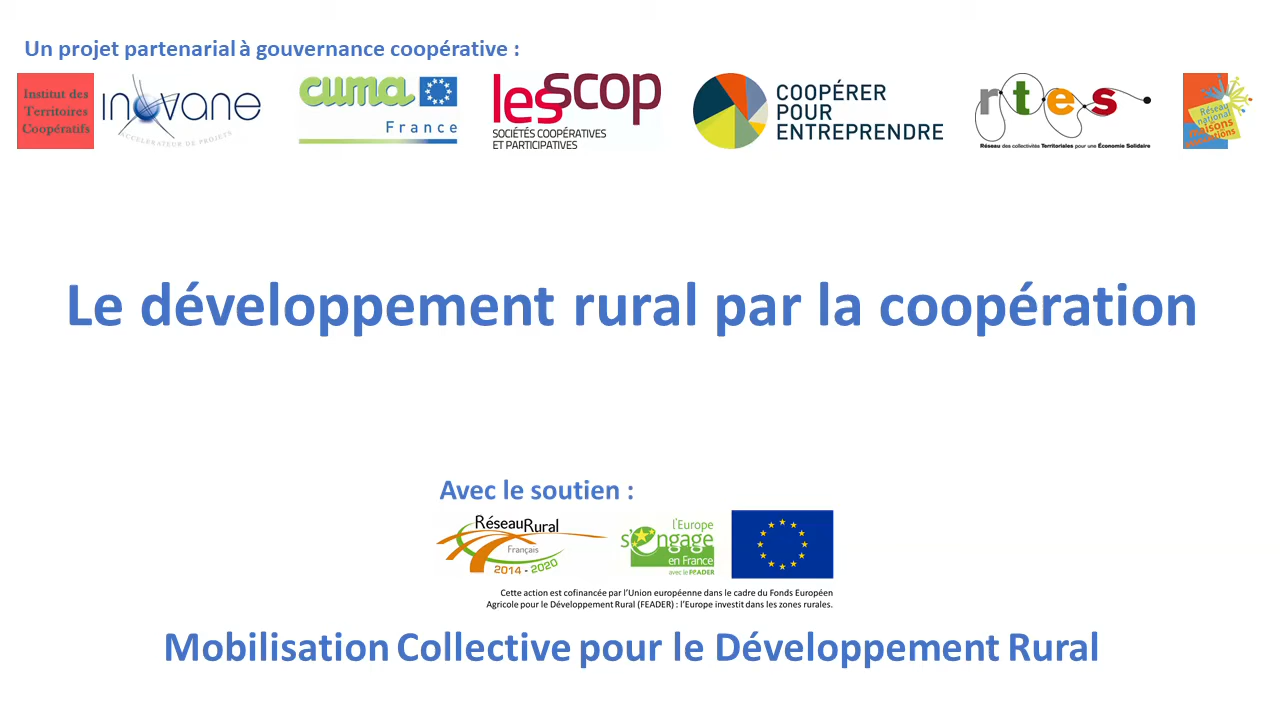 Un projet partenarial à gouvernance coopérative :
Institut des
Territoires
Coopératifs
inovane
ACCELERATEUR DE PROJETS
cuma
France
les scop
SOCIÉTÉS COOPÉRATIVES
ET PARTICIPATIVES
COOPÉRER
POUR
ENTREPRENDRE
rtes
Réseau des collectivités Territoriales pour une Économie Solidaire
Réseau
national
maisons
Le développement rural par la coopération
Avec le soutien :
RéseauRural
Français
2014 - 2020
l'Europe
s'engage
en France
avec le FEADER
Cette action est cofinancée par l'Union européenne dans le cadre du Fonds Européen
Agricole pour le Développement Rural (FEADER) : l'Europe investit dans les zones rurales.
Mobilisation Collective pour le Développement Rural